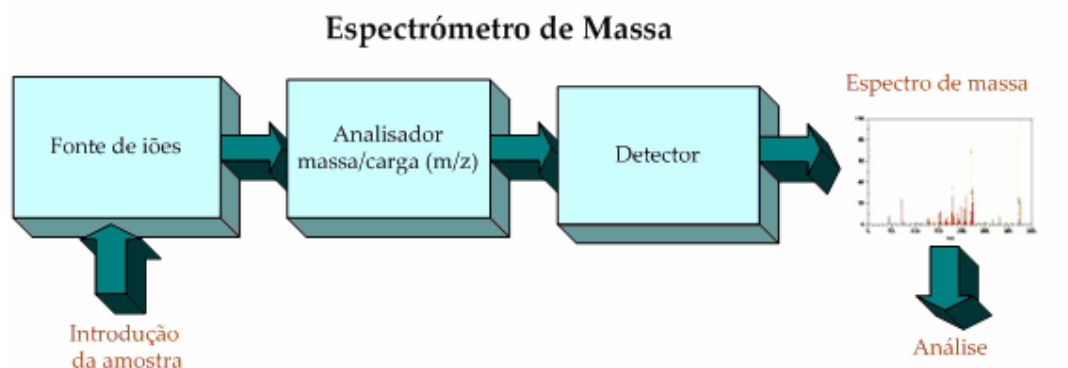 Espectrómetro de Massa
Fonte de iões
Analisador
massa/carga (m/z)
Detector
Espectro de massa
Introdução
da amostra
Análise